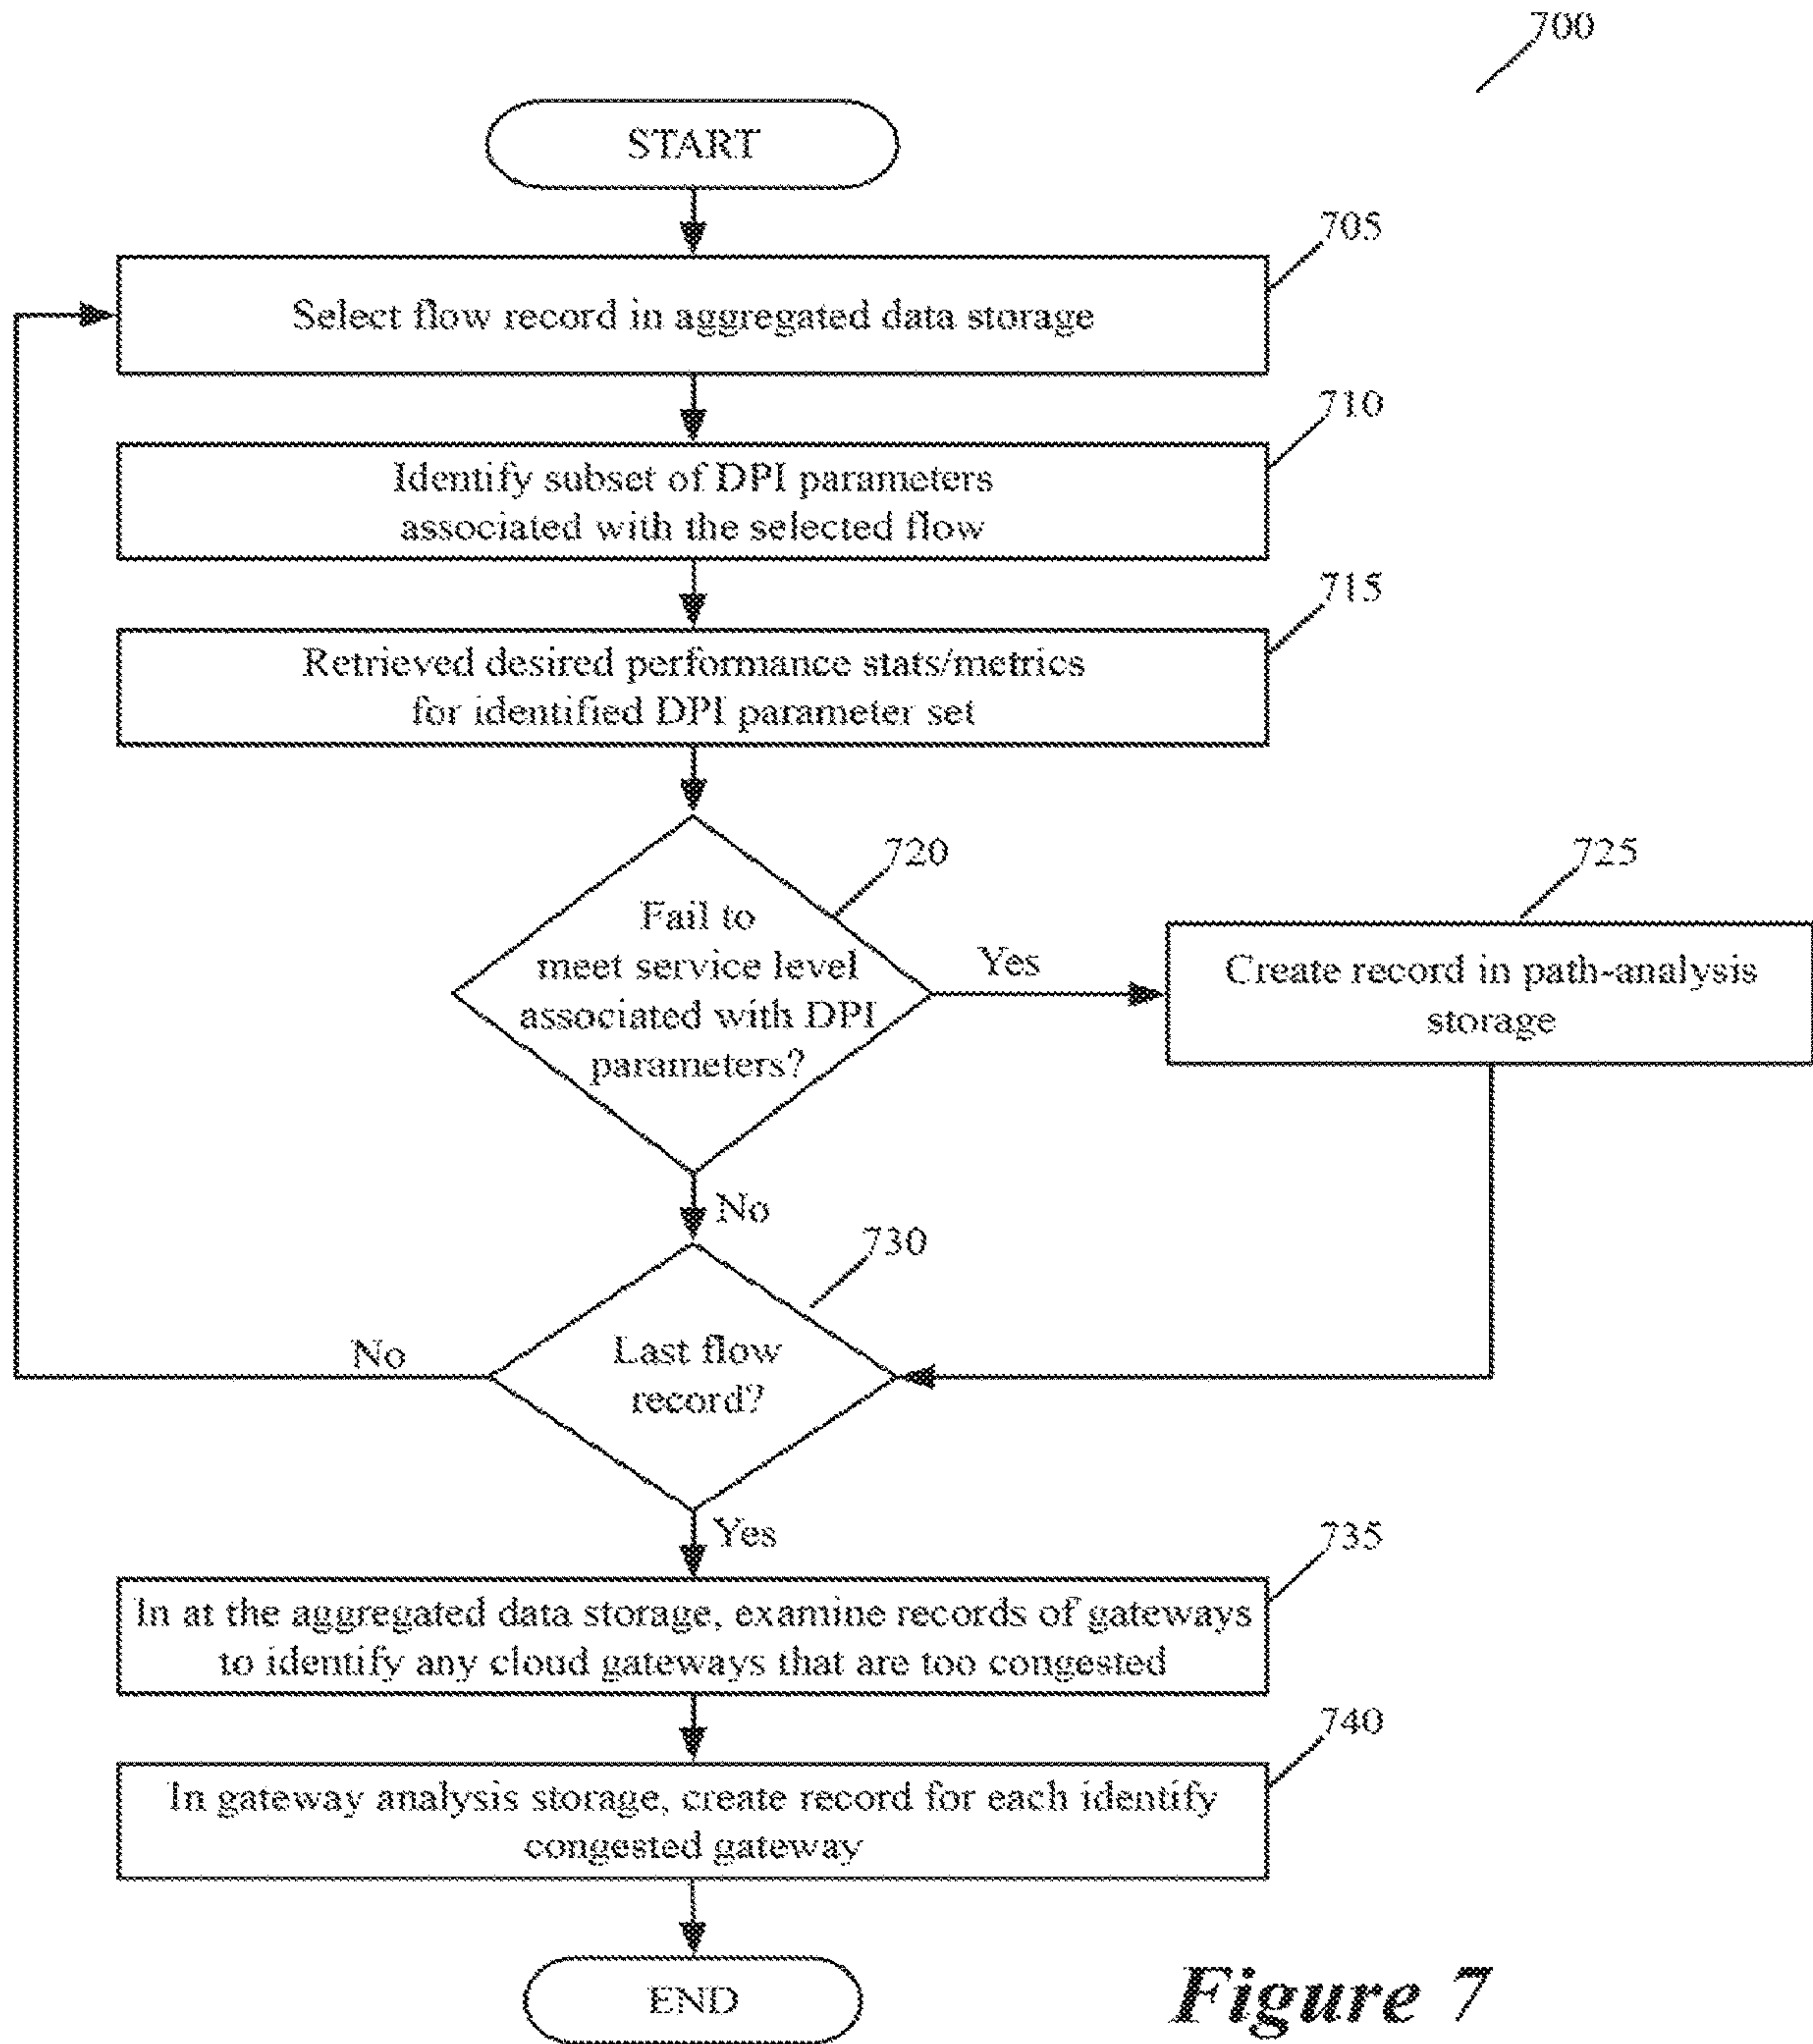 700
START
705
Select flow record in aggregated data storage
710
Identify subset of DPI parameters
associated with the selected flow
715
Retrieved desired performance stats/metrics
for identified DPI parameter set
720
Fail to
meet service level
associated with DPI
parameters?
Yes
725
Create record in path-analysis
storage
No
730
Last flow
record?
No
Yes
735
In at the aggregated data storage, examine records of gateways
to identify any cloud gateways that are too congested
740
In gateway analysis storage, create record for each identify
congested gateway
END
Figure 7